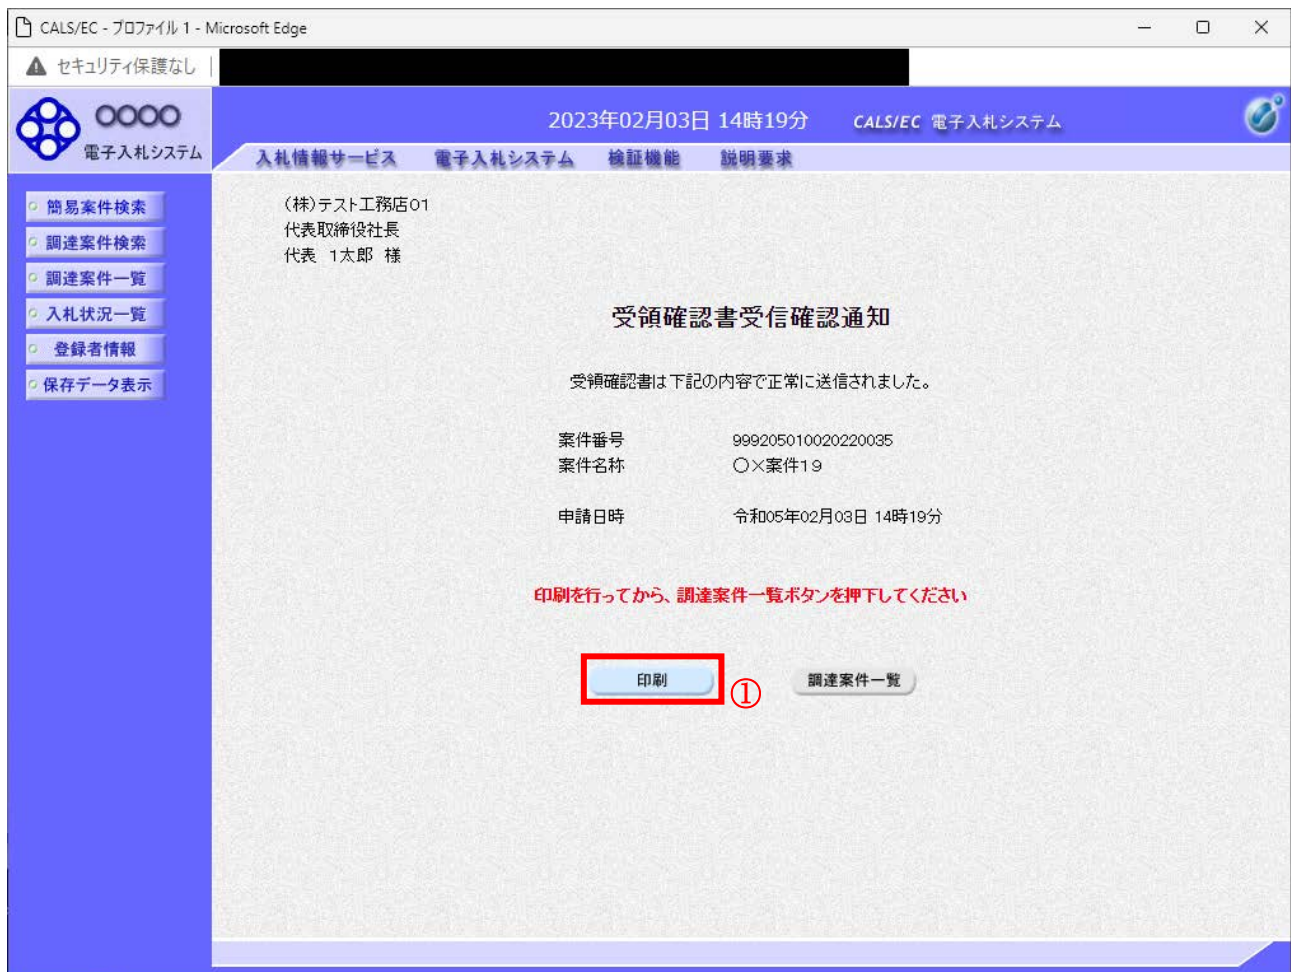 CALS/EC - プロファイル 1 - Microsoft Edge
セキュリティ保護なし
○○○○
電子入札システム
2023年02月03日 14時19分
CALS/EC 電子入札システム
入札情報サービス 電子入札システム 検証機能 説明要求
簡易案件検索
調達案件検索
調達案件一覧
入札状況一覧
登録者情報
保存データ表示
(株)テスト工務店01
代表取締役社長
代表 1太郎 様
受領確認書受信確認通知
受領確認書は下記の内容で正常に送信されました。
案件番号 999205010020220035
案件名称 ○×案件19
申請日時 令和05年02月03日 14時19分
印刷を行ってから、調達案件一覧ボタンを押下してください
印刷
①
調達案件一覧